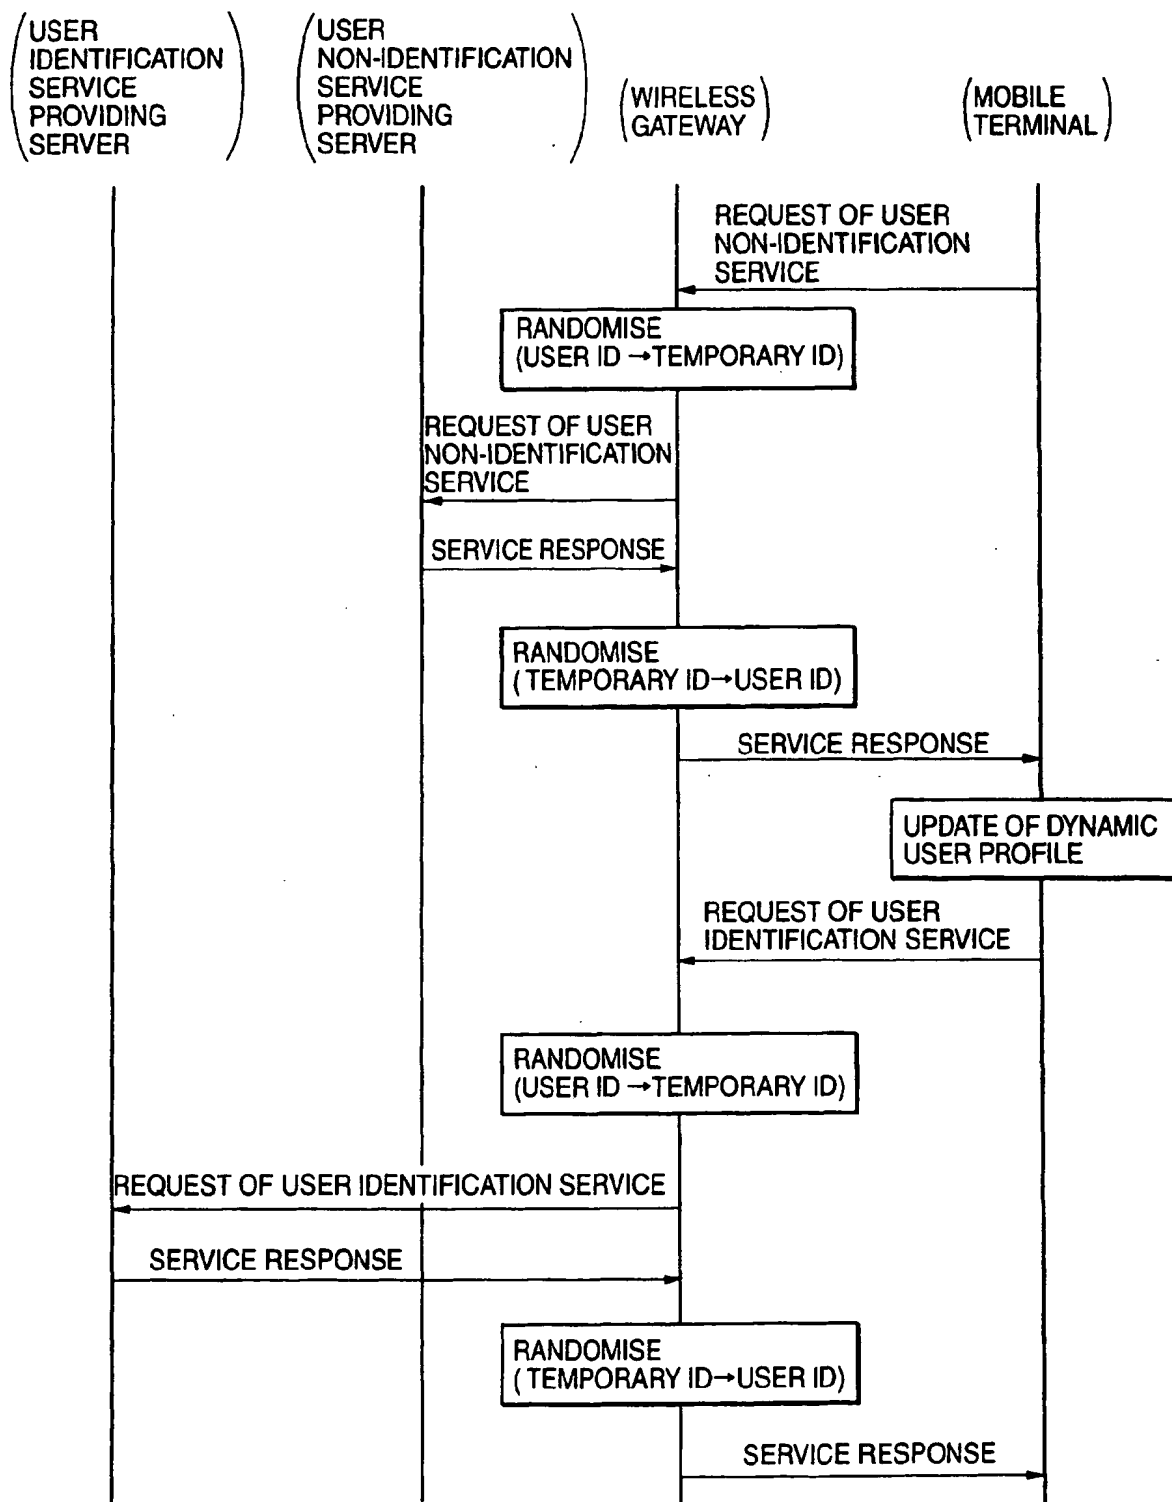 USER
IDENTIFICATION
SERVICE
PROVIDING
SERVER
USER
NON-IDENTIFICATION
SERVICE
PROVIDING
SERVER
(WIRELESS
GATEWAY)
(MOBILE
TERMINAL)
REQUEST OF USER
NON-IDENTIFICATION
SERVICE
RANDOMISE
(USER ID →TEMPORARY ID)
REQUEST OF USER
NON-IDENTIFICATION
SERVICE
SERVICE RESPONSE
RANDOMISE
( TEMPORARY ID→USER ID)
SERVICE RESPONSE
UPDATE OF DYNAMIC
USER PROFILE
REQUEST OF USER
IDENTIFICATION SERVICE
RANDOMISE
(USER ID →TEMPORARY ID)
REQUEST OF USER IDENTIFICATION SERVICE
SERVICE RESPONSE
RANDOMISE
( TEMPORARY ID→USER ID)
SERVICE RESPONSE